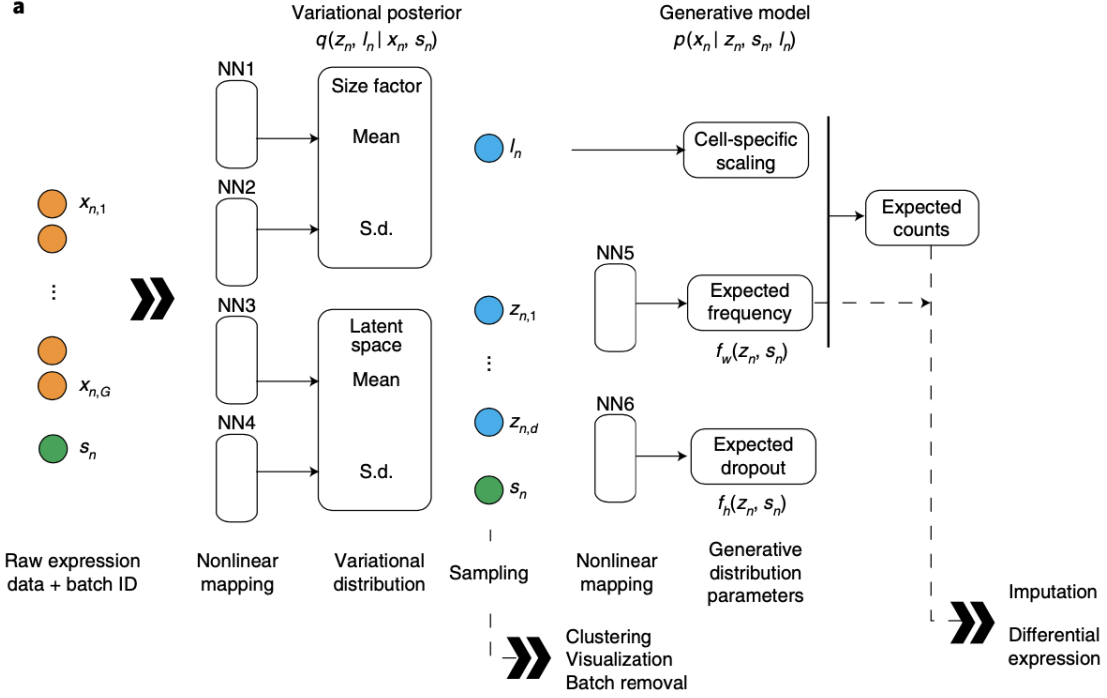 a
Variational posterior
q(zₙ, lₙ | xₙ, sₙ)
Generative model
p(xₙ | zₙ, sₙ, lₙ)
NN1
Size factor
Mean
NN2
S.d.
NN3
Latent
space
Mean
NN4
S.d.
xₙ,₁
⋮
xₙ,G
sₙ
lₙ
zₙ,₁
⋮
zₙ,d
sₙ
Cell-specific
scaling
NN5
Expected
frequency
f_w(zₙ, sₙ)
NN6
Expected
dropout
f_h(zₙ, sₙ)
Expected
counts
Raw expression
data + batch ID
Nonlinear
mapping
Variational
distribution
Sampling
Nonlinear
mapping
Generative
distribution
parameters
Clustering
Visualization
Batch removal
Imputation
Differential
expression